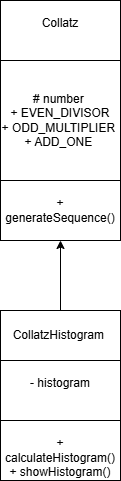 Collatz
# number
+ EVEN_DIVISOR
+ ODD_MULTIPLIER
+ ADD_ONE
+
generateSequence()
CollatzHistogram
- histogram
+
calculateHistogram()
+ showHistogram()